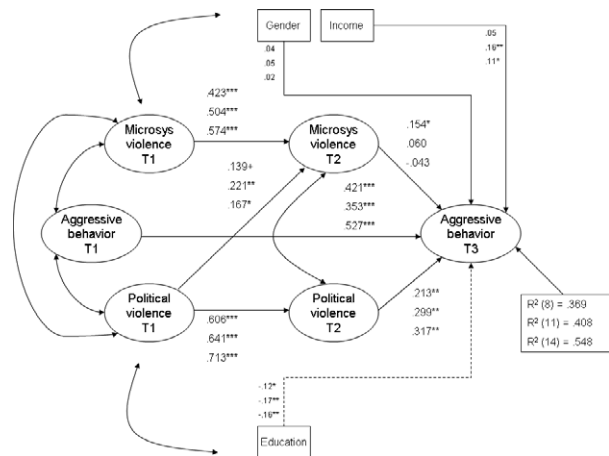 Gender
Income
.04
.05
.02
.05
.16**
.11*
.423***
.504***
.574***
Microsys
violence
T1
Microsys
violence
T2
.154*
.060
-.043
.139+
.221**
.167*
.421***
.353***
.527***
Aggressive
behavior
T1
Aggressive
behavior
T3
Political
violence
T1
.606***
.641***
.713***
Political
violence
T2
.213**
.299**
.317**
R² (8) = .369
R² (11) = .408
R² (14) = .548
-.12*
-.17**
-.16**
Education